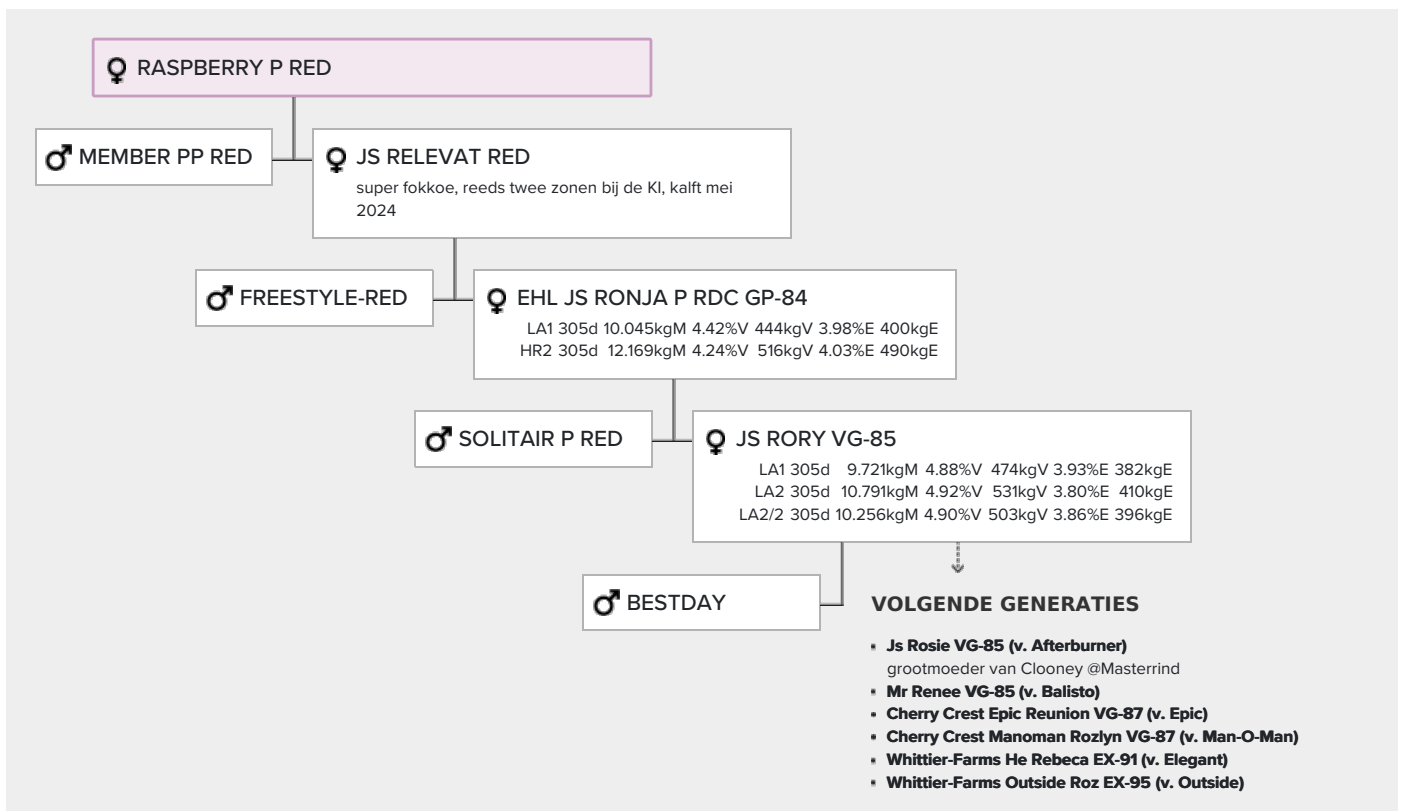 RASPBERRY P RED
MEMBER PP RED
JS RELEVAT RED
super fokkoe, reeds twee zonen bij de KI, kalft mei
2024
FREESTYLE-RED
EHL JS RONJA P RDC GP-84
LA1 305d 10.045kgM 4.42%V 444kgV 3.98%E 400kgE
HR2 305d 12.169kgM 4.24%V 516kgV 4.03%E 490kgE
SOLITAIR P RED
JS RORY VG-85
LA1 305d 9.721kgM 4.88%V 474kgV 3.93%E 382kgE
LA2 305d 10.791kgM 4.92%V 531kgV 3.80%E 410kgE
LA2/2 305d 10.256kgM 4.90%V 503kgV 3.86%E 396kgE
BESTDAY
VOLGENDE GENERATIES
Js Rosie VG-85 (v. Afterburner)
grootmoeder van Clooney @Masterrind
Mr Renee VG-85 (v. Balisto)
Cherry Crest Epic Reunion VG-87 (v. Epic)
Cherry Crest Manoman Rozlyn VG-87 (v. Man-O-Man)
Whittier-Farms He Rebeca EX-91 (v. Elegant)
Whittier-Farms Outside Roz EX-95 (v. Outside)